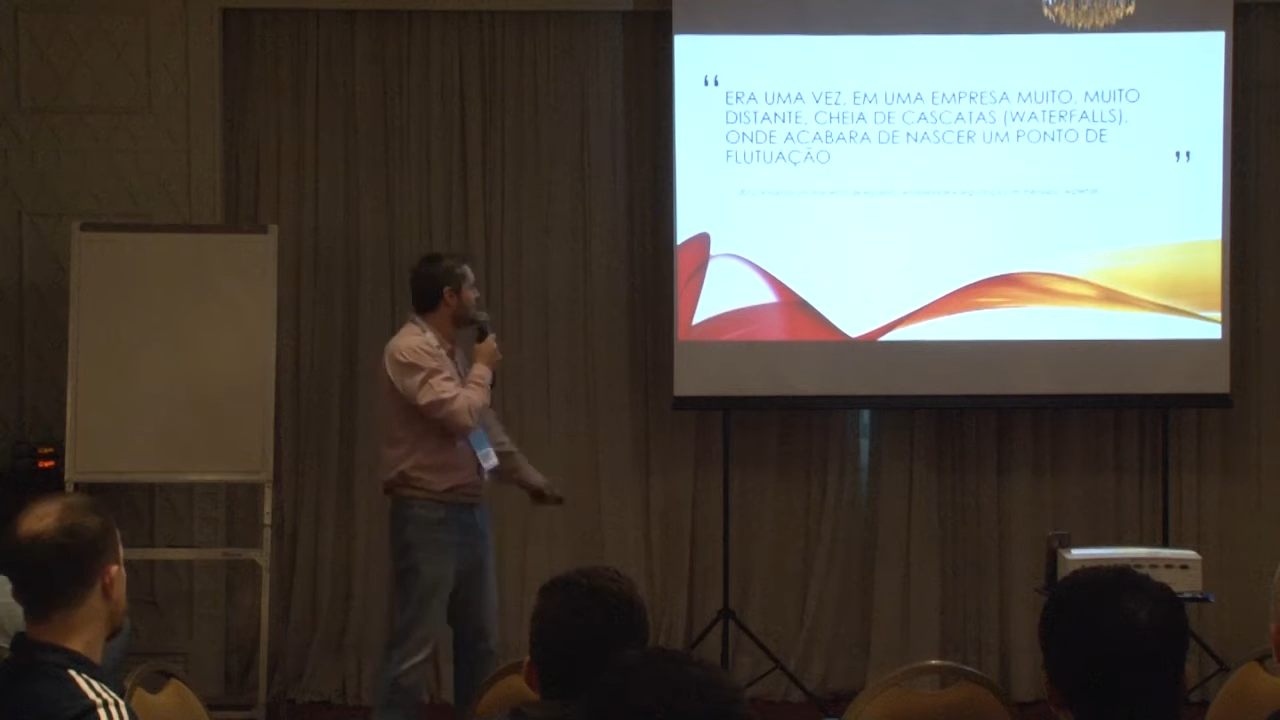 “
ERA UMA VEZ, EM UMA EMPRESA MUITO, MUITO
DISTANTE, CHEIA DE CASCATAS (WATERFALLS),
ONDE ACABARA DE NASCER UM PONTO DE
FLUTUAÇÃO
”